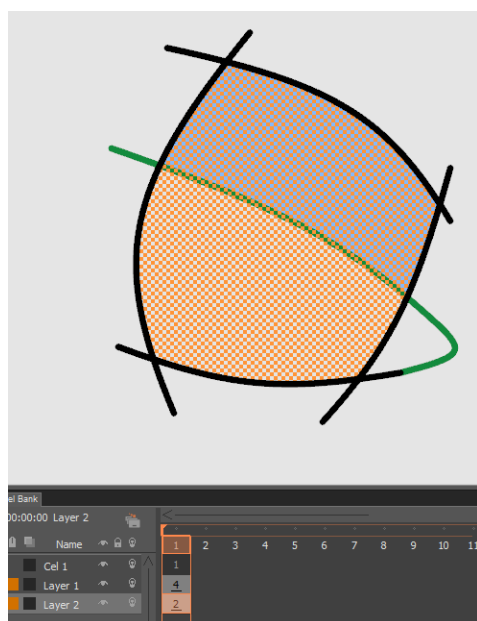 el Bank
00:00:00 Layer 2
Name 1 2 3 4 5 6 7 8 9 10 11
Cel 1 1
Layer 1 4
Layer 2 2